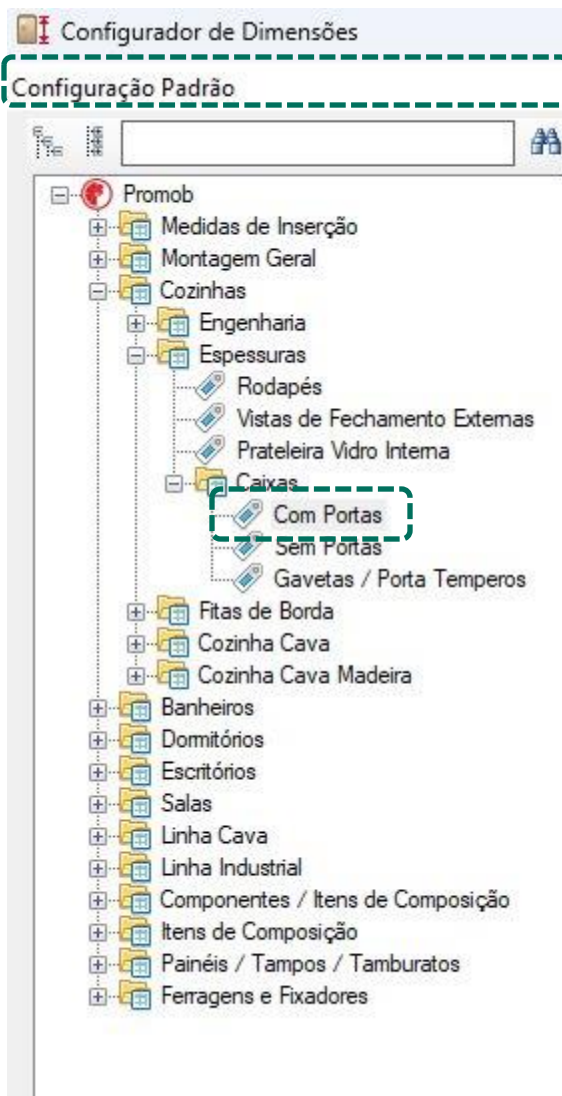 Configurador de Dimensões
Configuração Padrão
Promob
Medidas de Inserção
Montagem Geral
Cozinhas
Engenharia
Espessuras
Rodapés
Vistas de Fechamento Externas
Prateleira Vidro Interna
Caixas
Com Portas
Sem Portas
Gavetas / Porta Temperos
Fitas de Borda
Cozinha Cava
Cozinha Cava Madeira
Banheiros
Dormitórios
Escritórios
Salas
Linha Cava
Linha Industrial
Componentes / Itens de Composição
Itens de Composição
Painéis / Tampos / Tamburatos
Ferragens e Fixadores